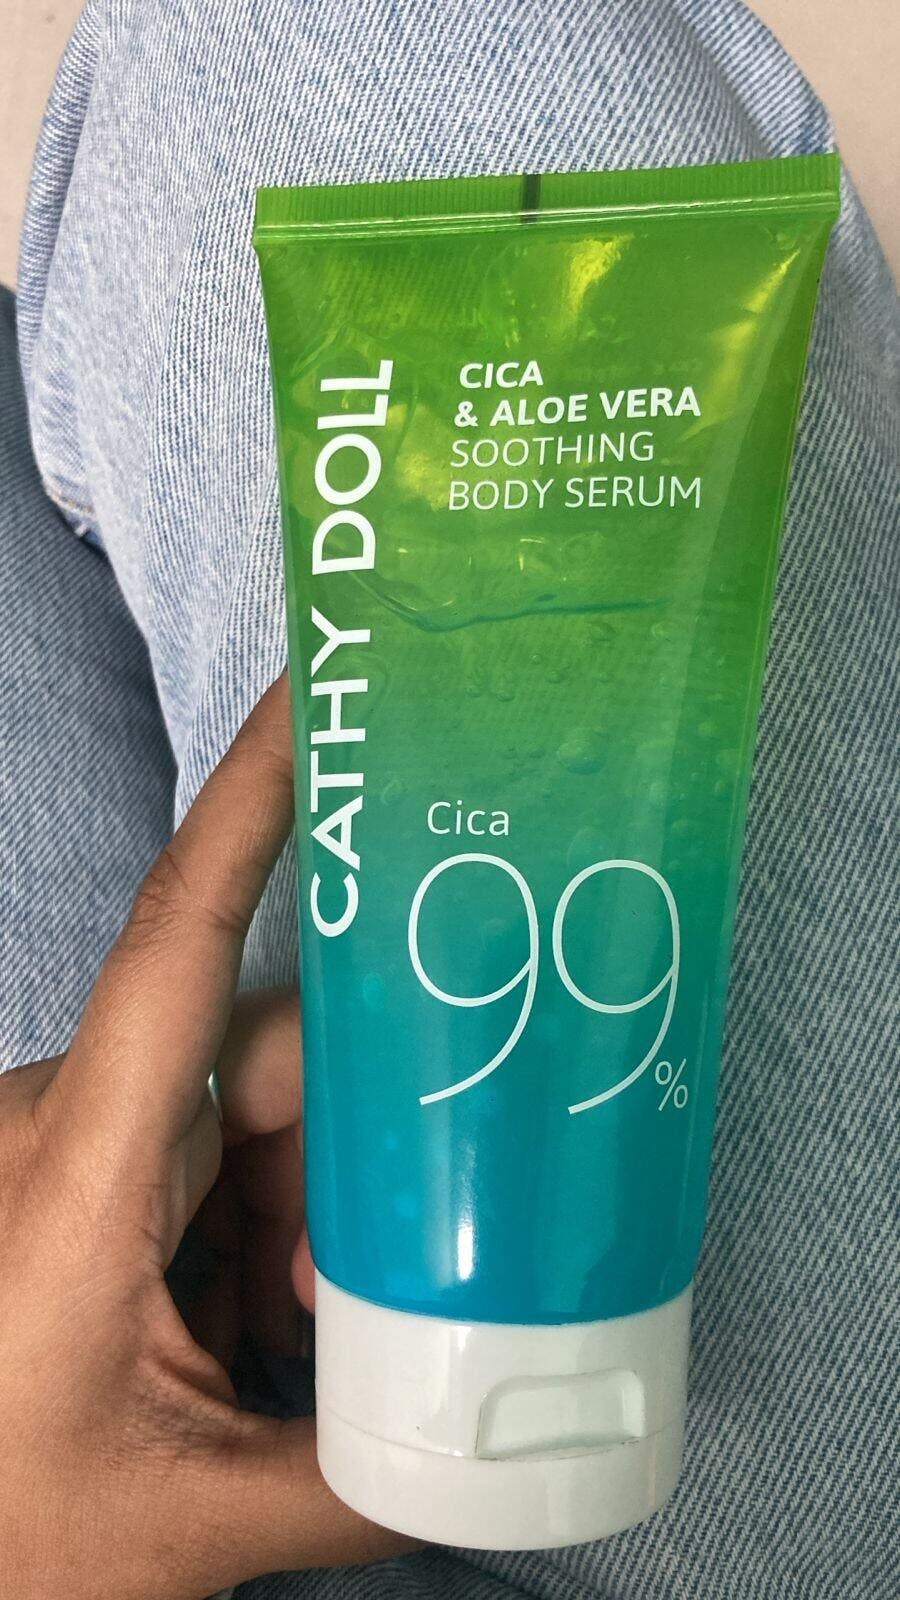 CATHY DOLL
CICA
& ALOE VERA
SOOTHING
BODY SERUM
Cica
99%